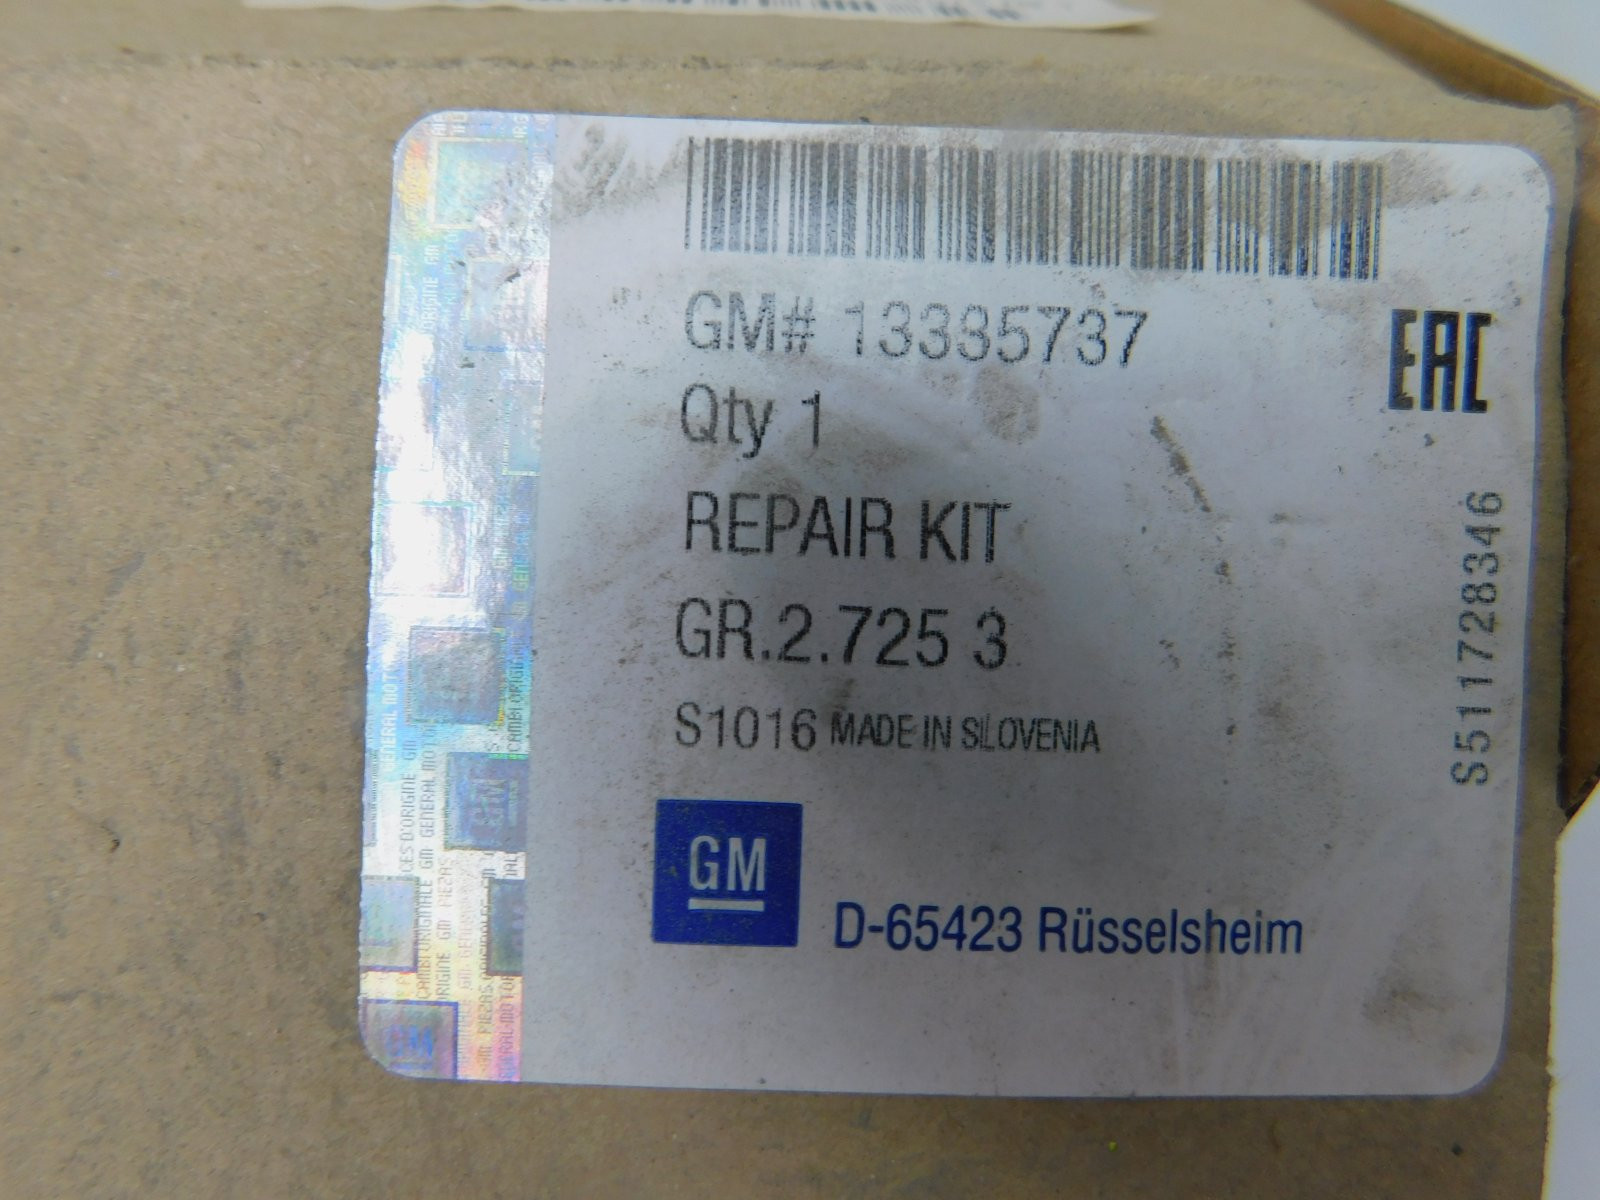 GM# 13335737
EAC
Qty 1
REPAIR KIT
GR.2.725 3
S1016 MADE IN SLOVENIA
S511728346
GM
D-65423 Rüsselsheim